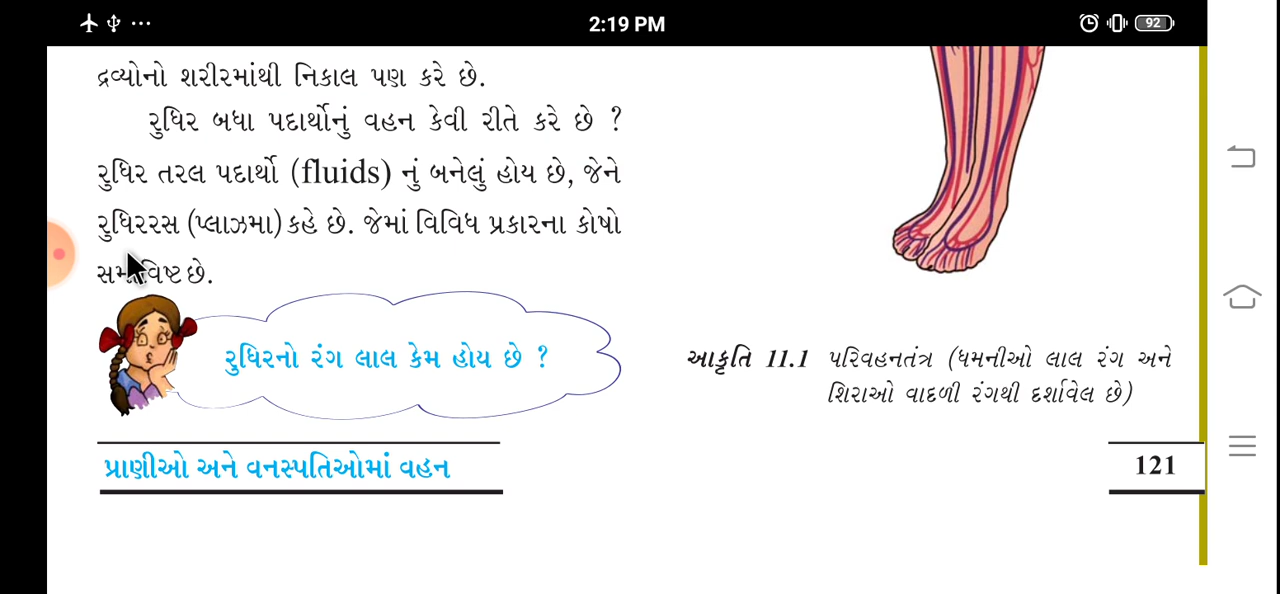 2:19 PM
92
દ્રવ્યોનો શરીરમાંથી નિકાલ પણ કરે છે.
રુધિર બધા પદાર્થોનું વહન કેવી રીતે કરે છે ?
રુધિર તરલ પદાર્થો (fluids) નું બનેલું હોય છે, જેને
રુધિરરસ (પ્લાઝમા) કહે છે. જેમાં વિવિધ પ્રકારના કોષો
સમાવિષ્ટ છે.
રુધિરનો રંગ લાલ કેમ હોય છે ?
આકૃતિ 11.1 પરિવહનતંત્ર (ધમનીઓ લાલ રંગ અને
શિરાઓ વાદળી રંગથી દર્શાવેલ છે)
પ્રાણીઓ અને વનસ્પતિઓમાં વહન
121